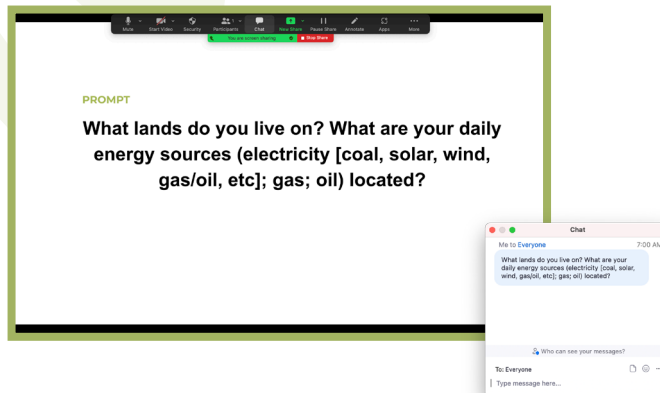 Mute Start Video Security Participants 1 Chat New Share Pause Share Annotate Apps More
You are screen sharing Stop Share
PROMPT
What lands do you live on? What are your daily
energy sources (electricity [coal, solar, wind,
gas/oil, etc]; gas; oil) located?
Chat
Me to Everyone 7:00 AM
What lands do you live on? What are your
daily energy sources (electricity [coal, solar,
wind, gas/oil, etc]; gas; oil) located?
Who can see your messages?
To: Everyone
Type message here...